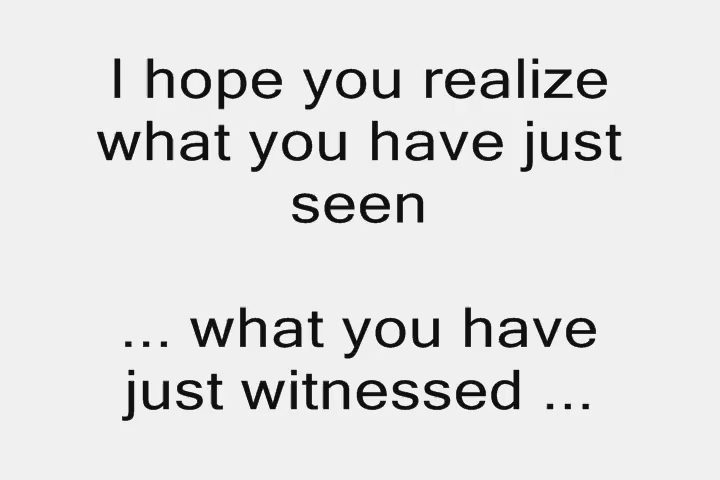 I hope you realize
what you have just
seen
... what you have
just witnessed ...